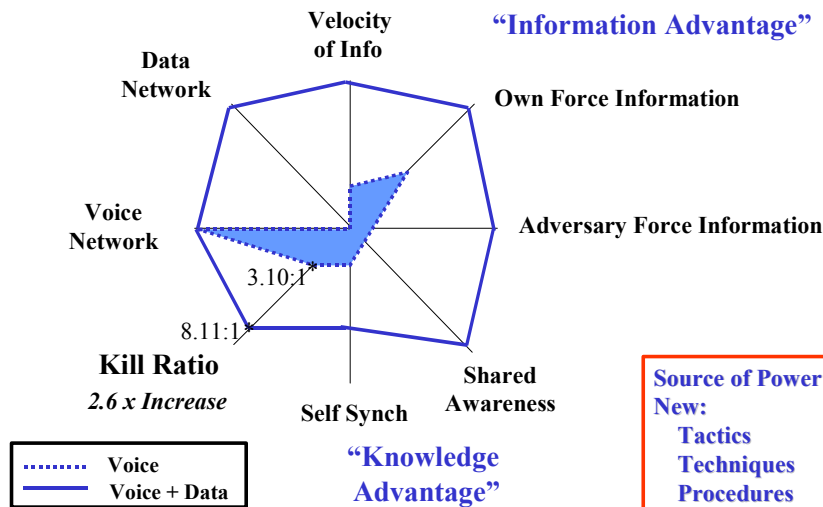 Velocity
of Info
“Information Advantage”
Data
Network
Own Force Information
Voice
Network
Adversary Force Information
3.10:1
8.11:1
Kill Ratio
2.6 x Increase
Shared
Awareness
Self Synch
Source of Power
New:
Tactics
Techniques
Procedures
“Knowledge
Advantage”
Voice
Voice + Data